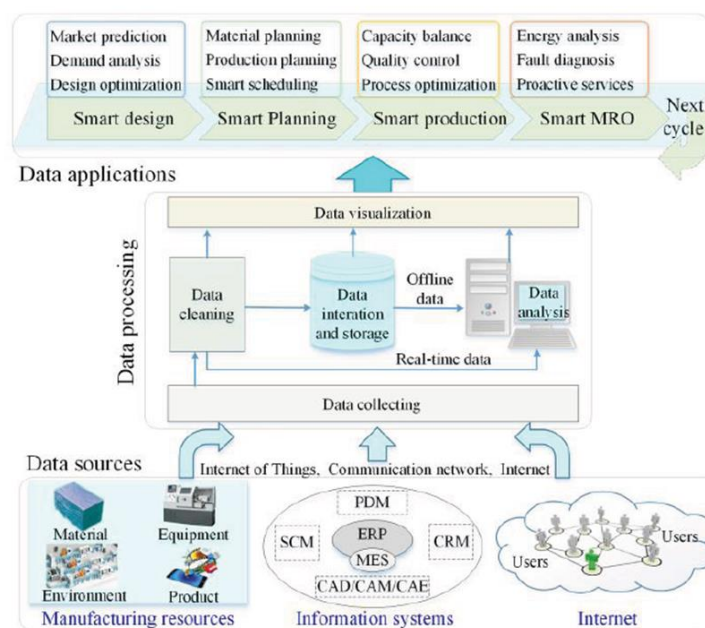 Market prediction
Demand analysis
Design optimization
Material planning
Production planning
Smart scheduling
Capacity balance
Quality control
Process optimization
Energy analysis
Fault diagnosis
Proactive services
Smart design
Smart Planning
Smart production
Smart MRO
Next
cycle
Data applications
Data processing
Data visualization
Data
cleaning
Data
interation
and storage
Offline
data
Data
analysis
Real-time data
Data collecting
Data sources
Internet of Things, Communication network, Internet
Material
Equipment
Environment
Product
Manufacturing resources
PDM
SCM
ERP
MES
CRM
CAD/CAM/CAE
Information systems
Users
Users
Internet